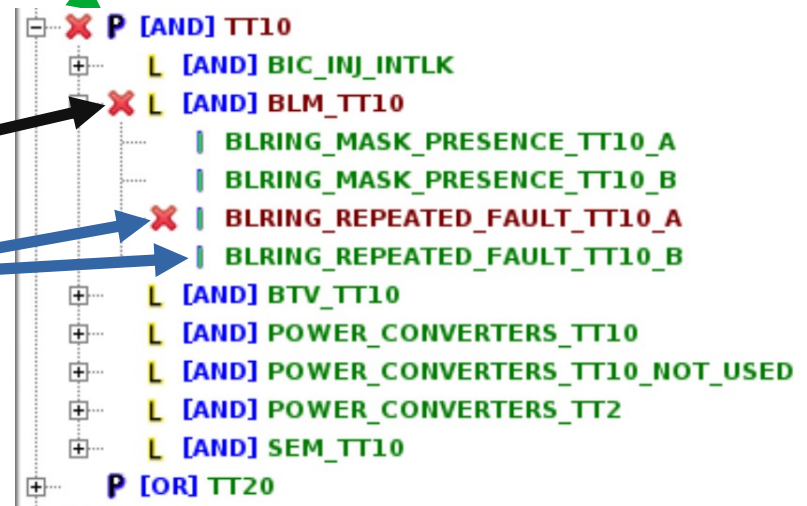 P [AND] TT10
L [AND] BIC_INJ_INTLK
L [AND] BLM_TT10
BLRING_MASK_PRESENCE_TT10_A
BLRING_MASK_PRESENCE_TT10_B
BLRING_REPEATED_FAULT_TT10_A
BLRING_REPEATED_FAULT_TT10_B
L [AND] BTV_TT10
L [AND] POWER_CONVERTERS_TT10
L [AND] POWER_CONVERTERS_TT10_NOT_USED
L [AND] POWER_CONVERTERS_TT2
L [AND] SEM_TT10
P [OR] TT20